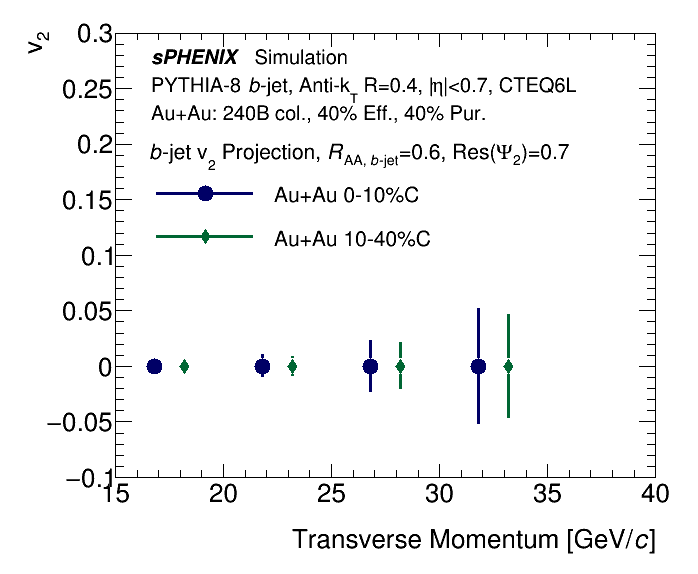 v2
0.3
sPHENIX Simulation
PYTHIA-8 b-jet, Anti-kT R=0.4, |η|<0.7, CTEQ6L
0.25
Au+Au: 240B col., 40% Eff., 40% Pur.
0.2
b-jet v2 Projection, RAA, b-jet=0.6, Res(Ψ2)=0.7
0.15
Au+Au 0-10%C
Au+Au 10-40%C
0.1
0.05
0
−0.05
−0.1
15 20 25 30 35 40
Transverse Momentum [GeV/c]